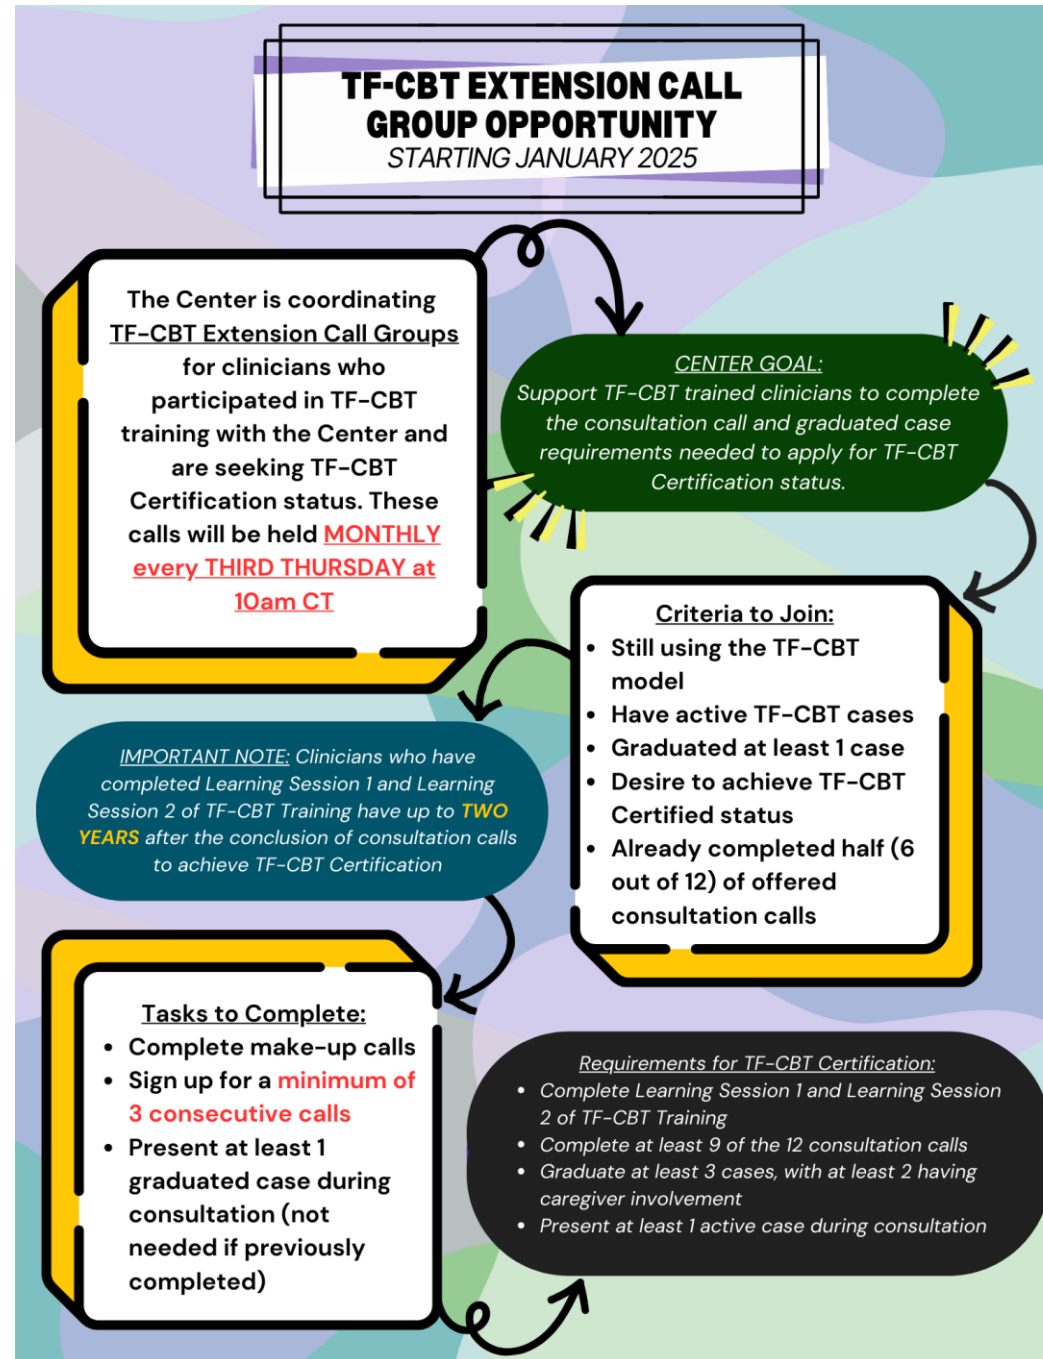 TF-CBT EXTENSION CALL
GROUP OPPORTUNITY
STARTING JANUARY 2025
The Center is coordinating
TF-CBT Extension Call Groups
for clinicians who
participated in TF-CBT
training with the Center and
are seeking TF-CBT
Certification status. These
calls will be held MONTHLY
every THIRD THURSDAY at
10am CT
CENTER GOAL:
Support TF-CBT trained clinicians to complete
the consultation call and graduated case
requirements needed to apply for TF-CBT
Certification status.
Criteria to Join:
• Still using the TF-CBT
model
• Have active TF-CBT cases
• Graduated at least 1 case
• Desire to achieve TF-CBT
Certified status
• Already completed half (6
out of 12) of offered
consultation calls
IMPORTANT NOTE: Clinicians who have
completed Learning Session 1 and Learning
Session 2 of TF-CBT Training have up to TWO
YEARS after the conclusion of consultation calls
to achieve TF-CBT Certification
Tasks to Complete:
• Complete make-up calls
• Sign up for a minimum of
3 consecutive calls
• Present at least 1
graduated case during
consultation (not
needed if previously
completed)
Requirements for TF-CBT Certification:
• Complete Learning Session 1 and Learning Session
2 of TF-CBT Training
• Complete at least 9 of the 12 consultation calls
• Graduate at least 3 cases, with at least 2 having
caregiver involvement
• Present at least 1 active case during consultation